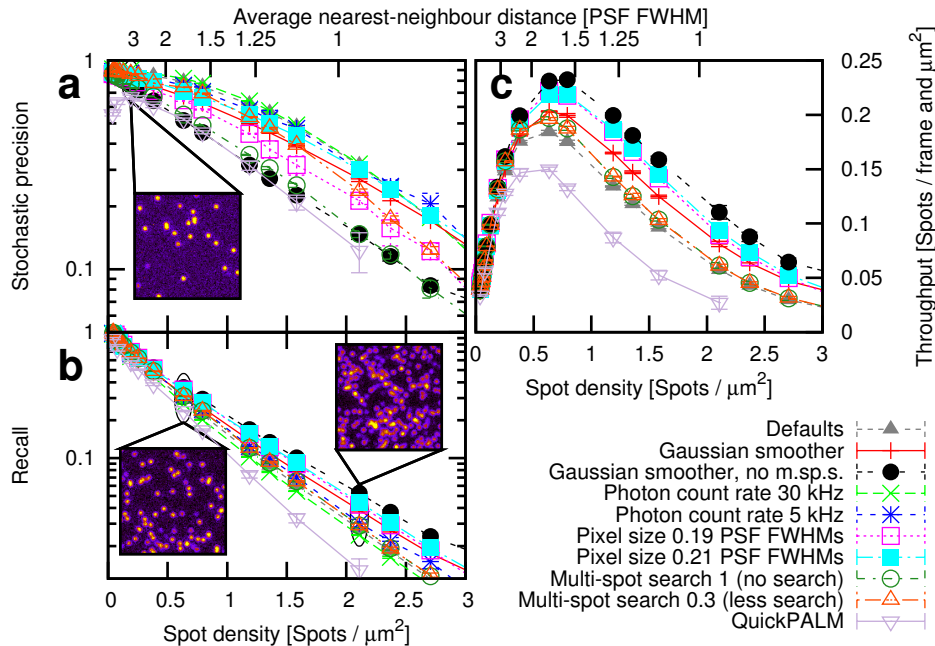 Average nearest-neighbour distance [PSF FWHM]
3 2 1.5 1.25 1
3 2 1.5 1.25 1
a
1
0.1
Stochastic precision
b
1
0.1
Recall
0 0.5 1 1.5 2 2.5 3
Spot density [Spots / μm²]
c
0.25
0.2
0.15
0.1
0.05
0
Throughput [Spots / frame and μm²]
0 0.5 1 1.5 2 2.5 3
Spot density [Spots / μm²]
Defaults
Gaussian smoother
Gaussian smoother, no m.sp.s.
Photon count rate 30 kHz
Photon count rate 5 kHz
Pixel size 0.19 PSF FWHMs
Pixel size 0.21 PSF FWHMs
Multi-spot search 1 (no search)
Multi-spot search 0.3 (less search)
QuickPALM